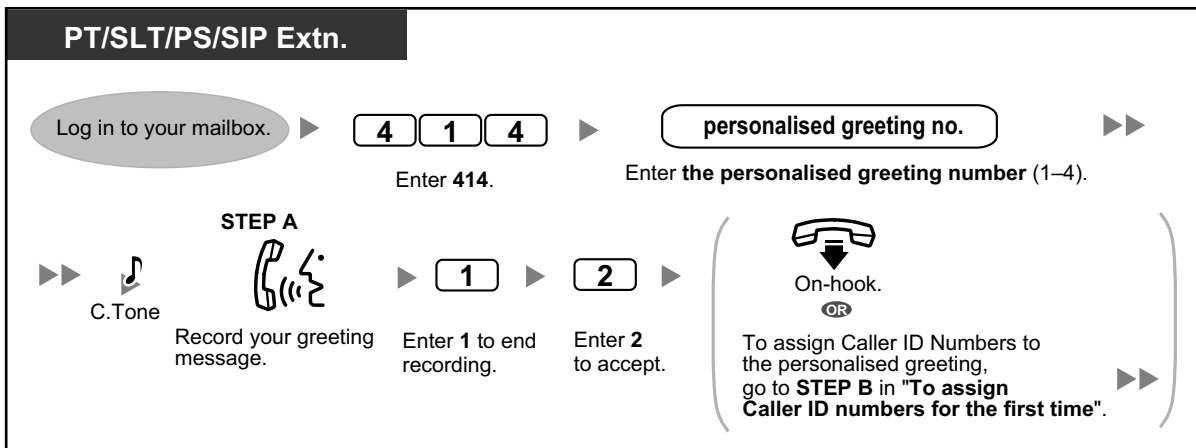 PT/SLT/PS/SIP Extn.
Log in to your mailbox.
4 1 4
Enter 414.
personalised greeting no.
Enter the personalised greeting number (1–4).
C.Tone
STEP A
Record your greeting
message.
1
Enter 1 to end
recording.
2
Enter 2
to accept.
On-hook.
OR
To assign Caller ID Numbers to
the personalised greeting,
go to STEP B in "To assign
Caller ID numbers for the first time".